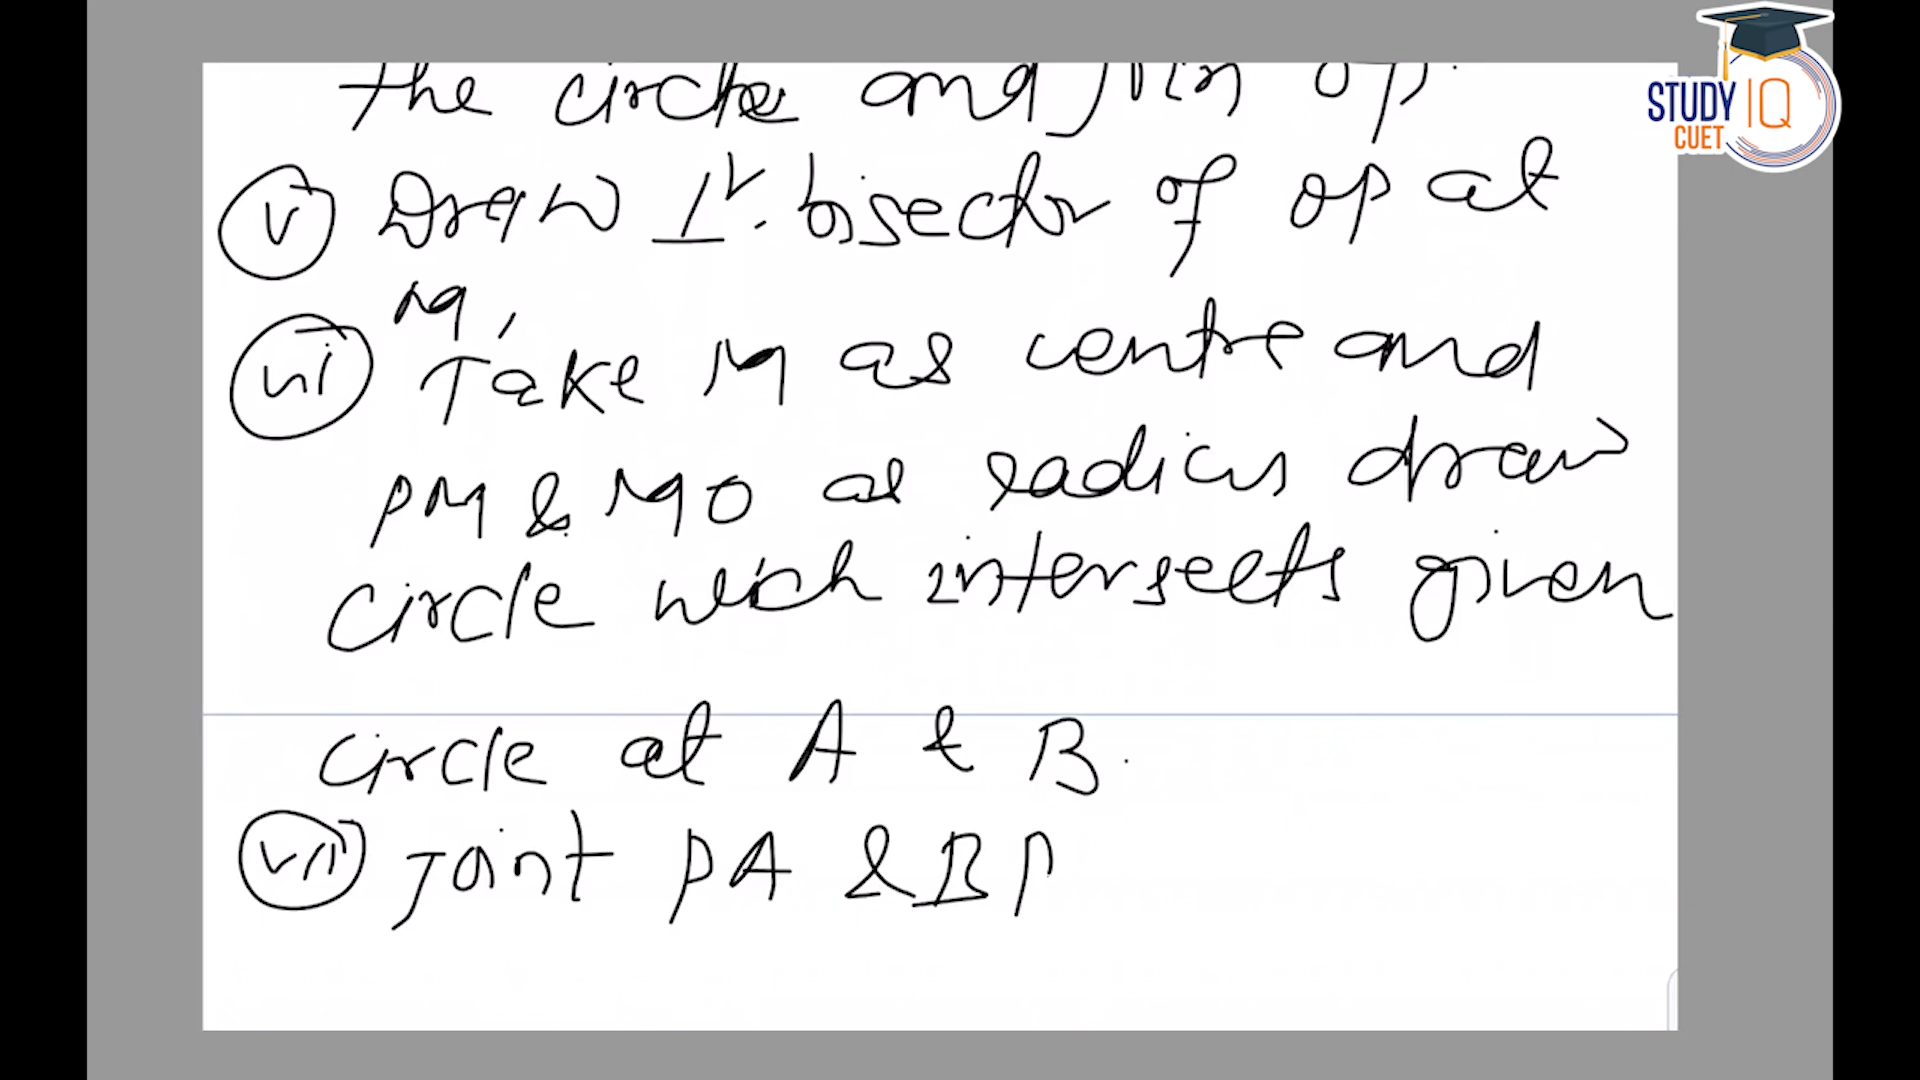 the circle and join OP.
(v) Draw ⊥r. bisector of OP at
M,
(vi) Take M as centre and
PM & MO as radius draw
circle which intersects given
circle at A & B.
(vii) Joint PA & BP
STUDY IQ
CUET